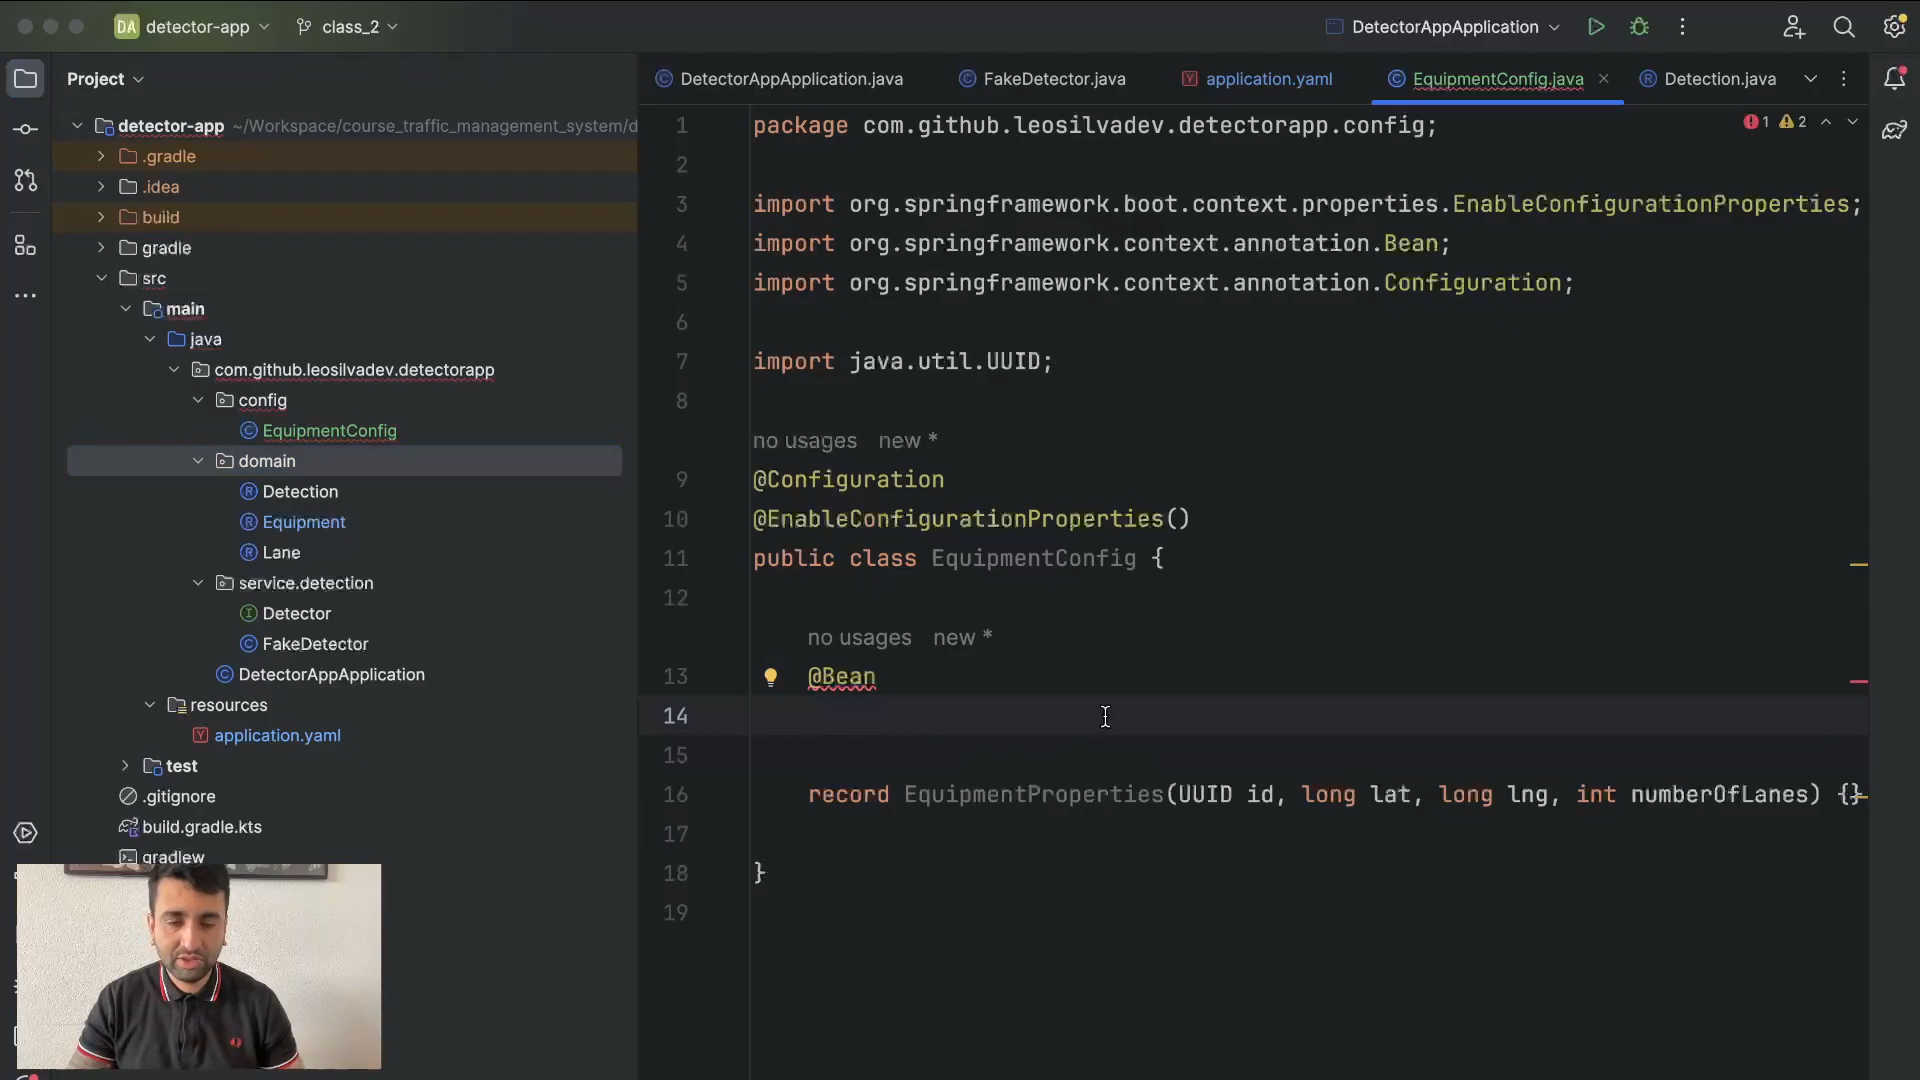 DA detector-app
class_2
DetectorAppApplication
Project
DetectorAppApplication.java
FakeDetector.java
application.yaml
EquipmentConfig.java
Detection.java
detector-app ~/Workspace/course_traffic_management_system/d
.gradle
.idea
build
gradle
src
main
java
com.github.leosilvadev.detectorapp
config
EquipmentConfig
domain
Detection
Equipment
Lane
service.detection
Detector
FakeDetector
DetectorAppApplication
resources
application.yaml
test
.gitignore
build.gradle.kts
gradlew
1 package com.github.leosilvadev.detectorapp.config;
1 2
2
3 import org.springframework.boot.context.properties.EnableConfigurationProperties;
4 import org.springframework.context.annotation.Bean;
5 import org.springframework.context.annotation.Configuration;
6
7 import java.util.UUID;
8
no usages new *
9 @Configuration
10 @EnableConfigurationProperties()
11 public class EquipmentConfig {
12
no usages new *
13 @Bean
14
15
16 record EquipmentProperties(UUID id, long lat, long lng, int numberOfLanes) {}
17
18 }
19